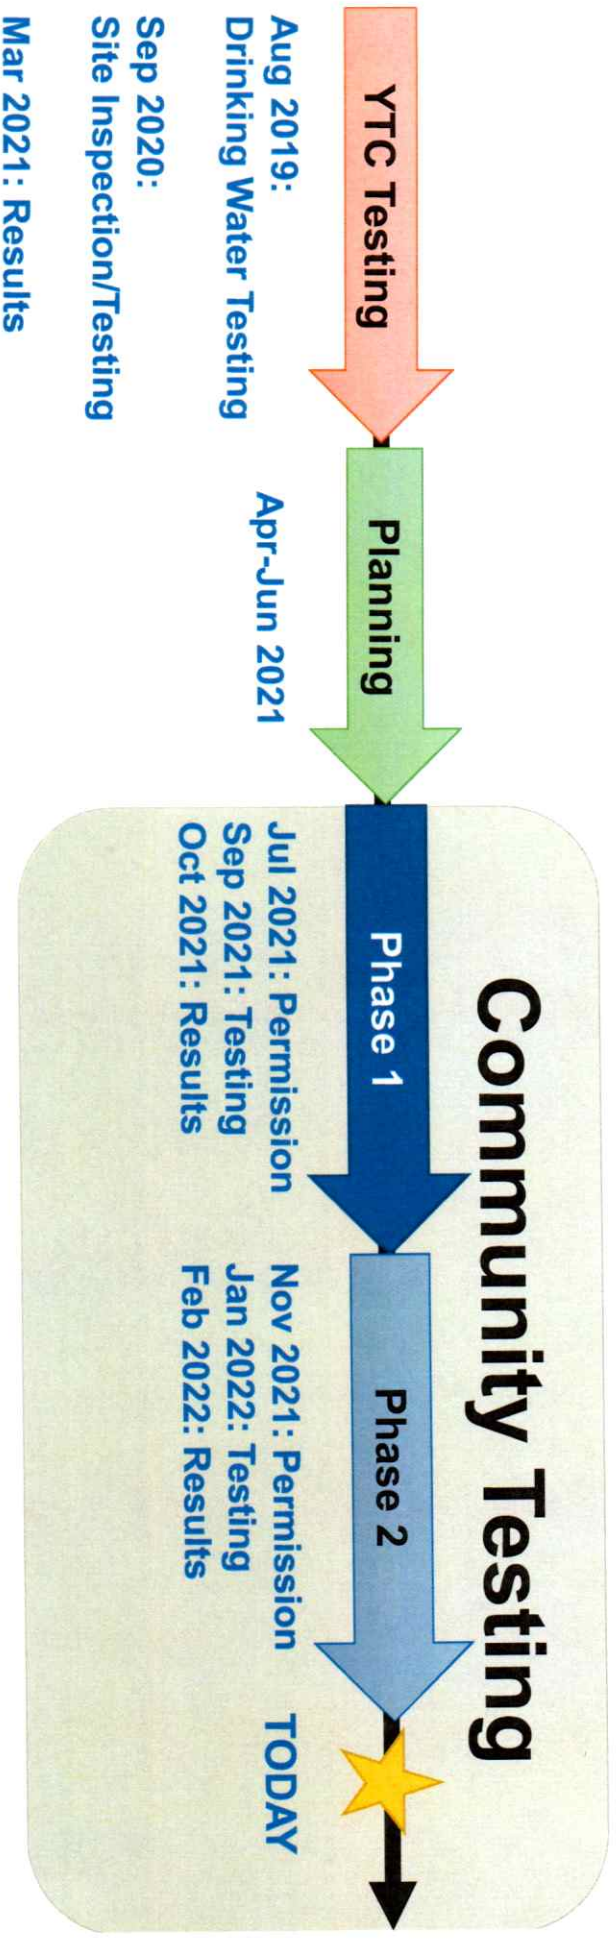 Community Testing
YTC Testing
Planning
Phase 1
Phase 2
Aug 2019:
Drinking Water Testing
Sep 2020:
Site Inspection/Testing
Mar 2021: Results
Apr-Jun 2021
Jul 2021: Permission
Sep 2021: Testing
Oct 2021: Results
Nov 2021: Permission
Jan 2022: Testing
Feb 2022: Results
TODAY